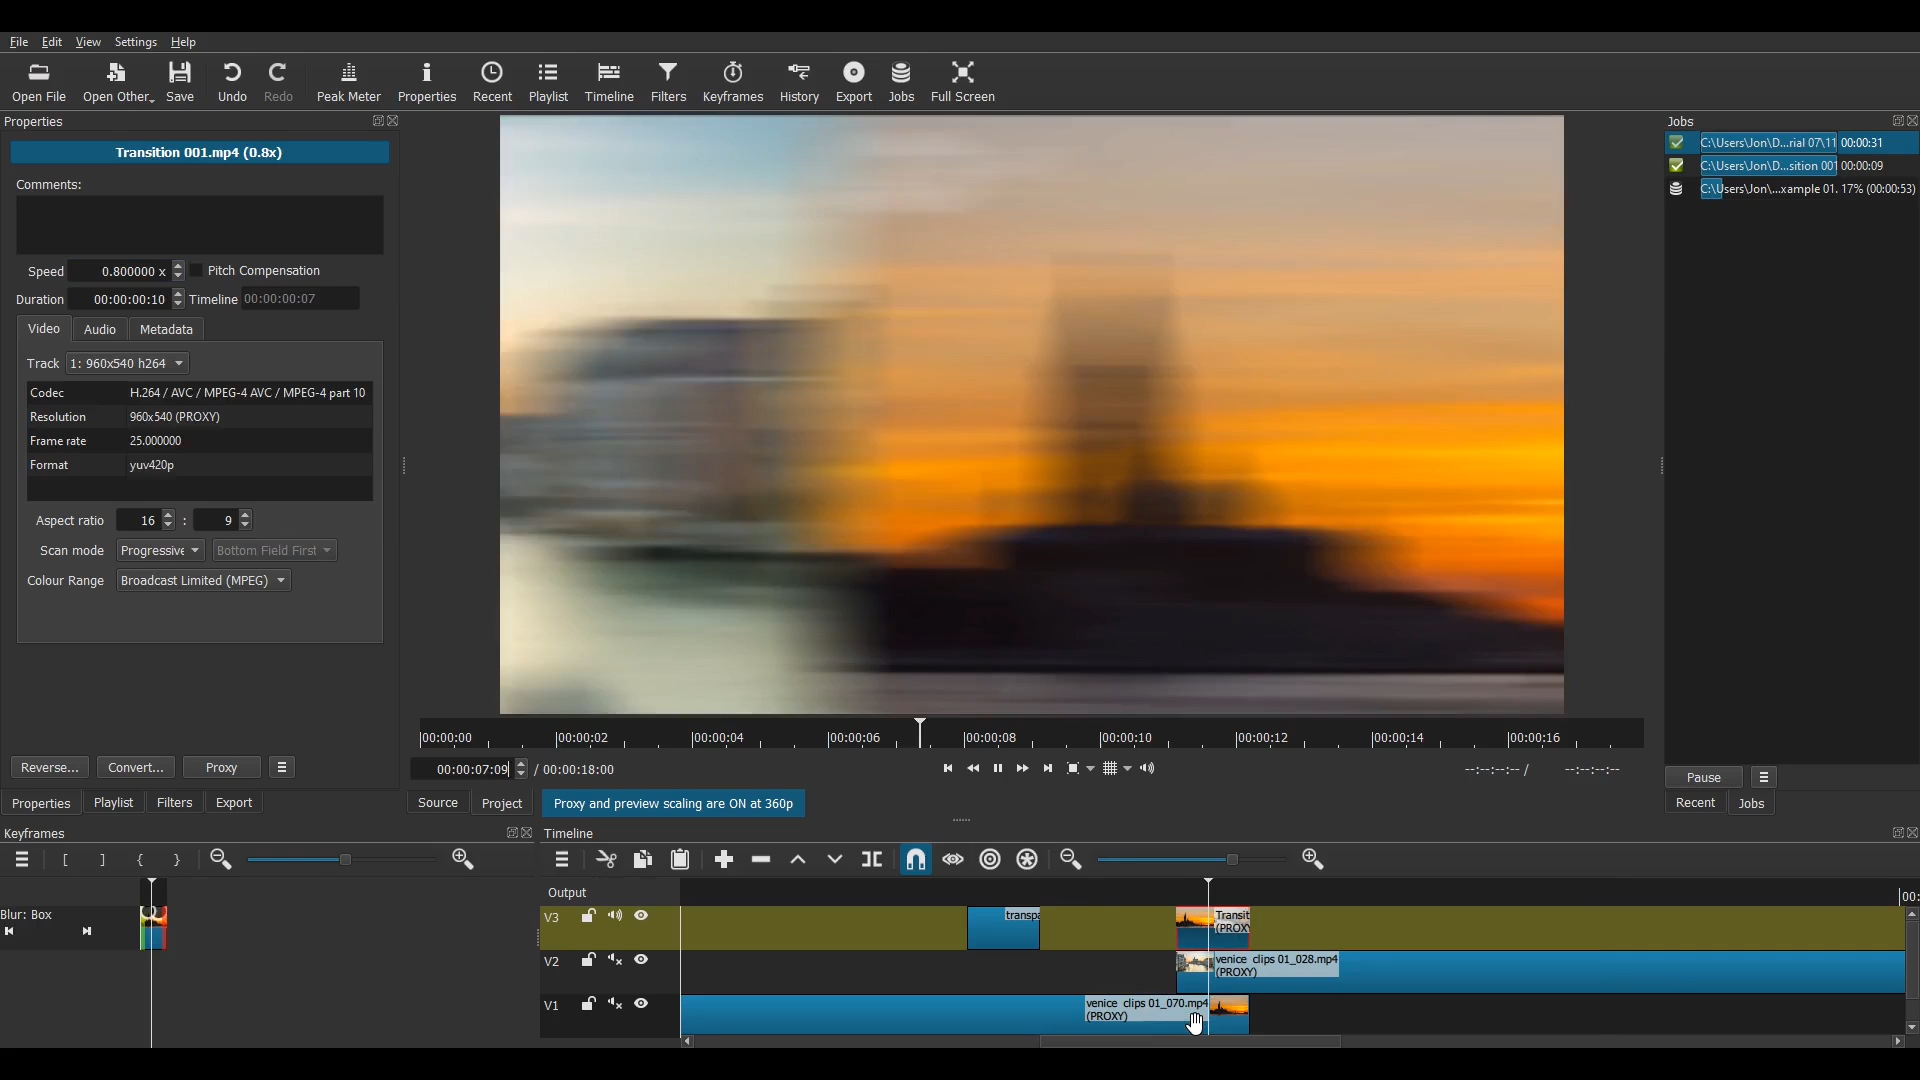 File Edit View Settings Help
Open File Open Other... Save Undo Redo Peak Meter Properties Recent Playlist Timeline Filters Keyframes History Export Jobs Full Screen
Properties
Transition 001.mp4 (0.8x)
Comments:
Speed 0.800000 x Pitch Compensation
Duration 00:00:00:10 Timeline 00:00:00:07
Video Audio Metadata
Track 1: 960x540 h264
Codec H.264 / AVC / MPEG-4 AVC / MPEG-4 part 10
Resolution 960x540 (PROXY)
Frame rate 25.000000
Format yuv420p
Aspect ratio 16 : 9
Scan mode Progressive Bottom Field First
Colour Range Broadcast Limited (MPEG)
Reverse... Convert... Proxy
Properties Playlist Filters Export
00:00:00 00:00:02 00:00:04 00:00:06 00:00:08 00:00:10 00:00:12 00:00:14 00:00:16
00:00:07:09 / 00:00:18:00 --:--:--:-- / --:--:--:--
Source Project Proxy and preview scaling are ON at 360p
Jobs
C:\Users\Jon\D...rial 07\11 00:00:31
C:\Users\Jon\D...sition 001 00:00:09
C:\Users\Jon\...xample 01. 17% (00:00:53)
Pause
Recent Jobs
Keyframes
[ ] { }
Blur: Box
Timeline
Output
00:
V3 transpa Transit
(PROXY
V2 venice clips 01_028.mp4
(PROXY)
V1 venice clips 01_070.mp4
(PROXY)